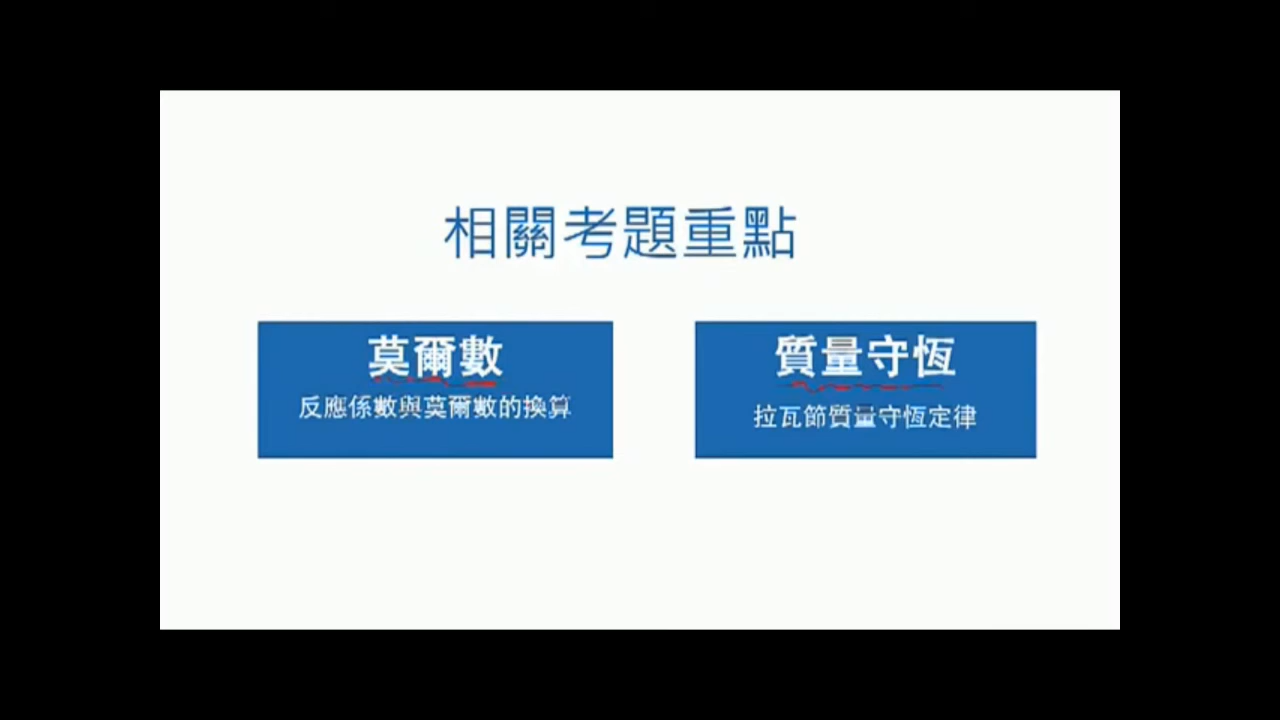 相關考題重點
莫爾數
反應係數與莫爾數的換算
質量守恆
拉瓦節質量守恆定律